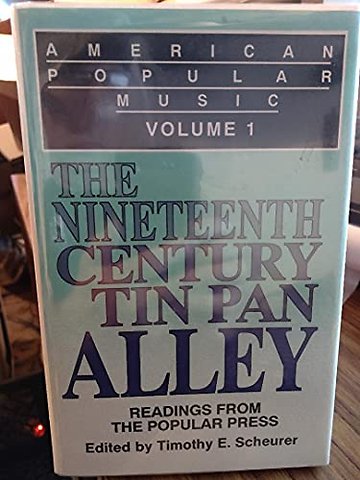 AMERICAN
POPULAR
MUSIC
VOLUME 1
THE
NINETEENTH
CENTURY
TIN PAN
ALLEY
READINGS FROM
THE POPULAR PRESS
Edited by Timothy E. Scheurer